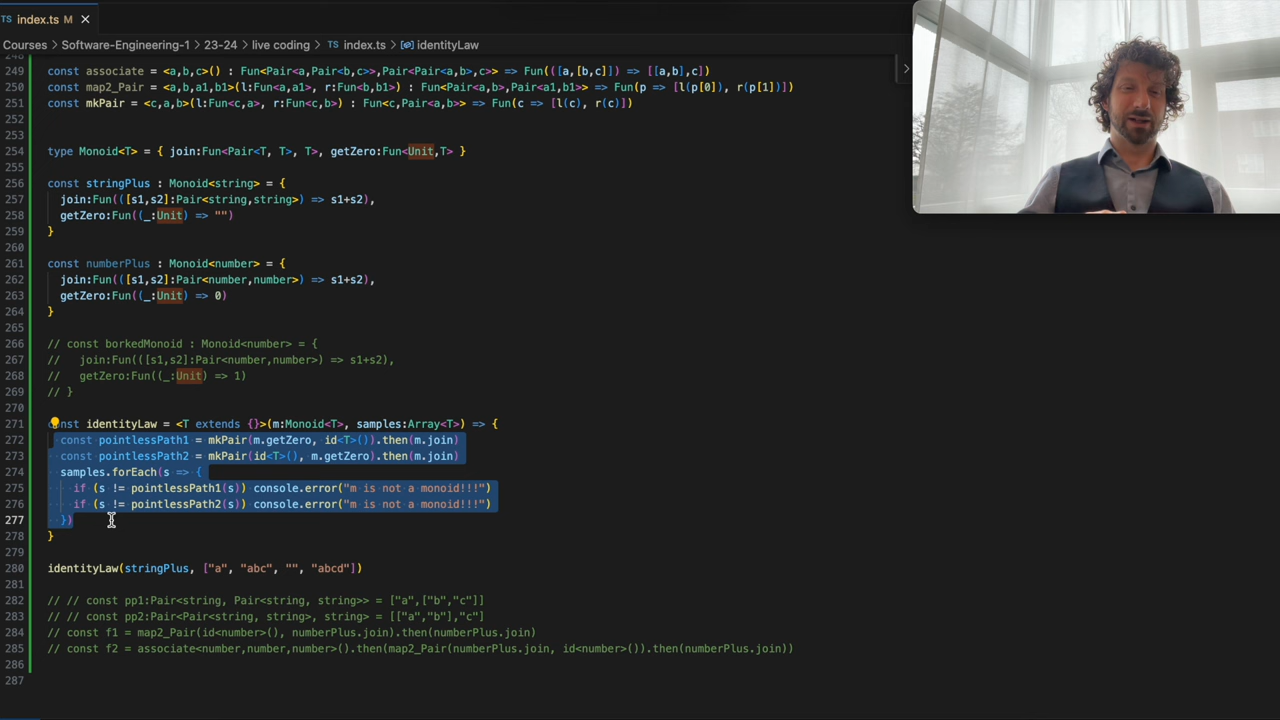 TS index.ts M ×
Courses > Software-Engineering-1 > 23-24 > live coding > TS index.ts > identityLaw
248
249 const associate = <a,b,c>() : Fun<Pair<a,Pair<b,c>>,Pair<Pair<a,b>,c>> => Fun(([a,[b,c]]) => [[a,b],c])
250 const map2_Pair = <a,b,a1,b1>(l:Fun<a,a1>, r:Fun<b,b1>) : Fun<Pair<a,b>,Pair<a1,b1>> => Fun(p => [l(p[0]), r(p[1])])
251 const mkPair = <c,a,b>(l:Fun<c,a>, r:Fun<c,b>) : Fun<c,Pair<a,b>> => Fun(c => [l(c), r(c)])
252
253
254 type Monoid<T> = { join:Fun<Pair<T, T>, T>, getZero:Fun<Unit,T> }
255
256 const stringPlus : Monoid<string> = {
257 join:Fun(([s1,s2]:Pair<string,string>) => s1+s2),
258 getZero:Fun((_:Unit) => "")
259 }
260
261 const numberPlus : Monoid<number> = {
262 join:Fun(([s1,s2]:Pair<number,number>) => s1+s2),
263 getZero:Fun((_:Unit) => 0)
264 }
265
266 // const borkedMonoid : Monoid<number> = {
267 // join:Fun(([s1,s2]:Pair<number,number>) => s1+s2),
268 // getZero:Fun((_:Unit) => 1)
269 // }
270
271 const identityLaw = <T extends {}>(m:Monoid<T>, samples:Array<T>) => {
272 const pointlessPath1 = mkPair(m.getZero, id<T>()).then(m.join)
273 const pointlessPath2 = mkPair(id<T>(), m.getZero).then(m.join)
274 samples.forEach(s => {
275 if (s != pointlessPath1(s)) console.error("m is not a monoid!!!")
276 if (s != pointlessPath2(s)) console.error("m is not a monoid!!!")
277 })
278 }
279
280 identityLaw(stringPlus, ["a", "abc", "", "abcd"])
281
282 // // const pp1:Pair<string, Pair<string, string>> = ["a",["b","c"]]
283 // // const pp2:Pair<Pair<string, string>, string> = [["a","b"],"c"]
284 // const f1 = map2_Pair(id<number>(), numberPlus.join).then(numberPlus.join)
285 // const f2 = associate<number,number,number>().then(map2_Pair(numberPlus.join, id<number>()).then(numberPlus.join))
286
287